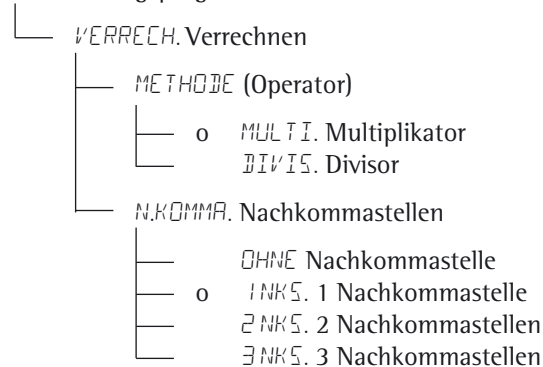 VERRECH. Verrechnen
METHODE (Operator)
o MULTI. Multiplikator
DIVIS. Divisor
N.KOMMA. Nachkommastellen
OHNE Nachkommastelle
o 1NKS. 1 Nachkommastelle
2NKS. 2 Nachkommastellen
3NKS. 3 Nachkommastellen